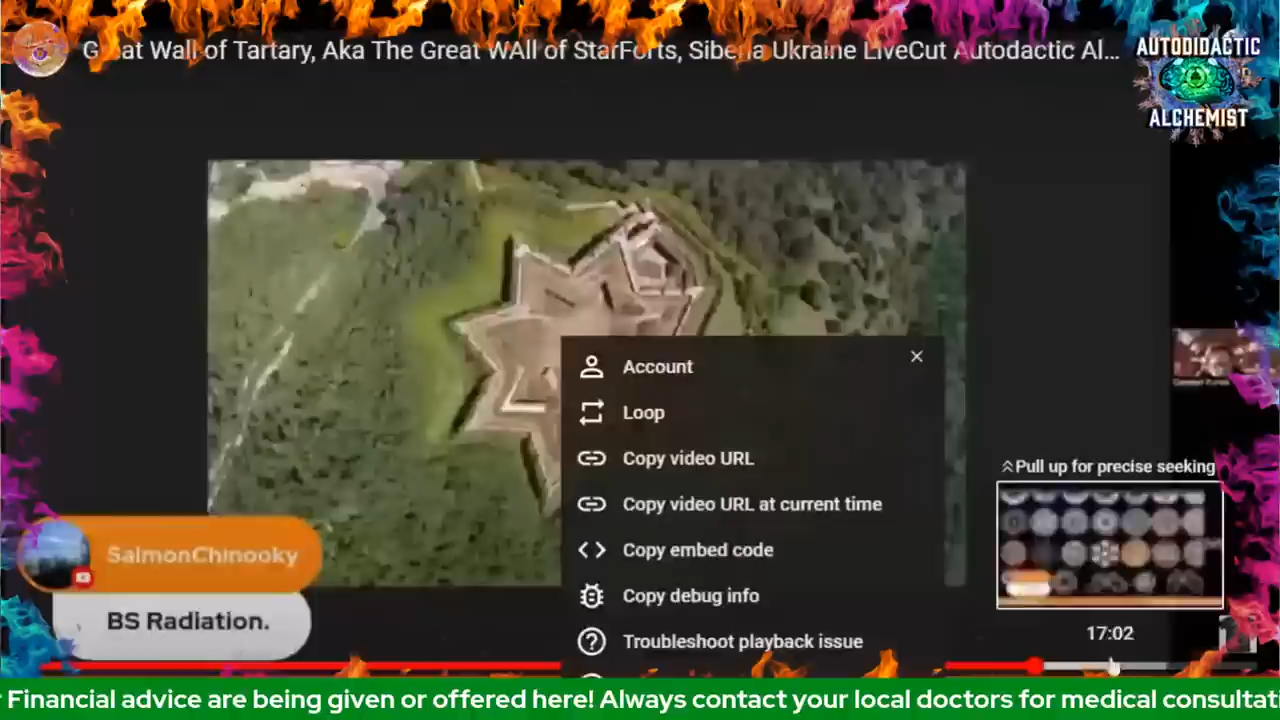 Great Wall of Tartary, Aka The Great WAll of StarForts, Siberia Ukraine LiveCut Autodactic Al...
AUTODIDACTIC
ALCHEMIST
Account
Loop
Copy video URL
Copy video URL at current time
Copy embed code
Copy debug info
Troubleshoot playback issue
Pull up for precise seeking
17:02
SalmonChinooky
BS Radiation.
Financial advice are being given or offered here! Always contact your local doctors for medical consultat